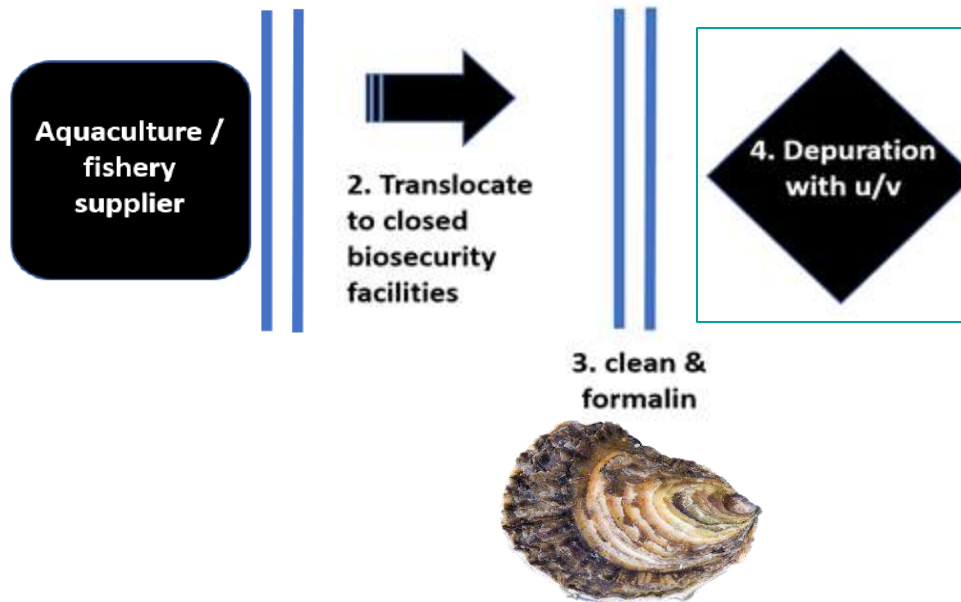 Aquaculture /
fishery
supplier
2. Translocate
to closed
biosecurity
facilities
3. clean &
formalin
4. Depuration
with u/v